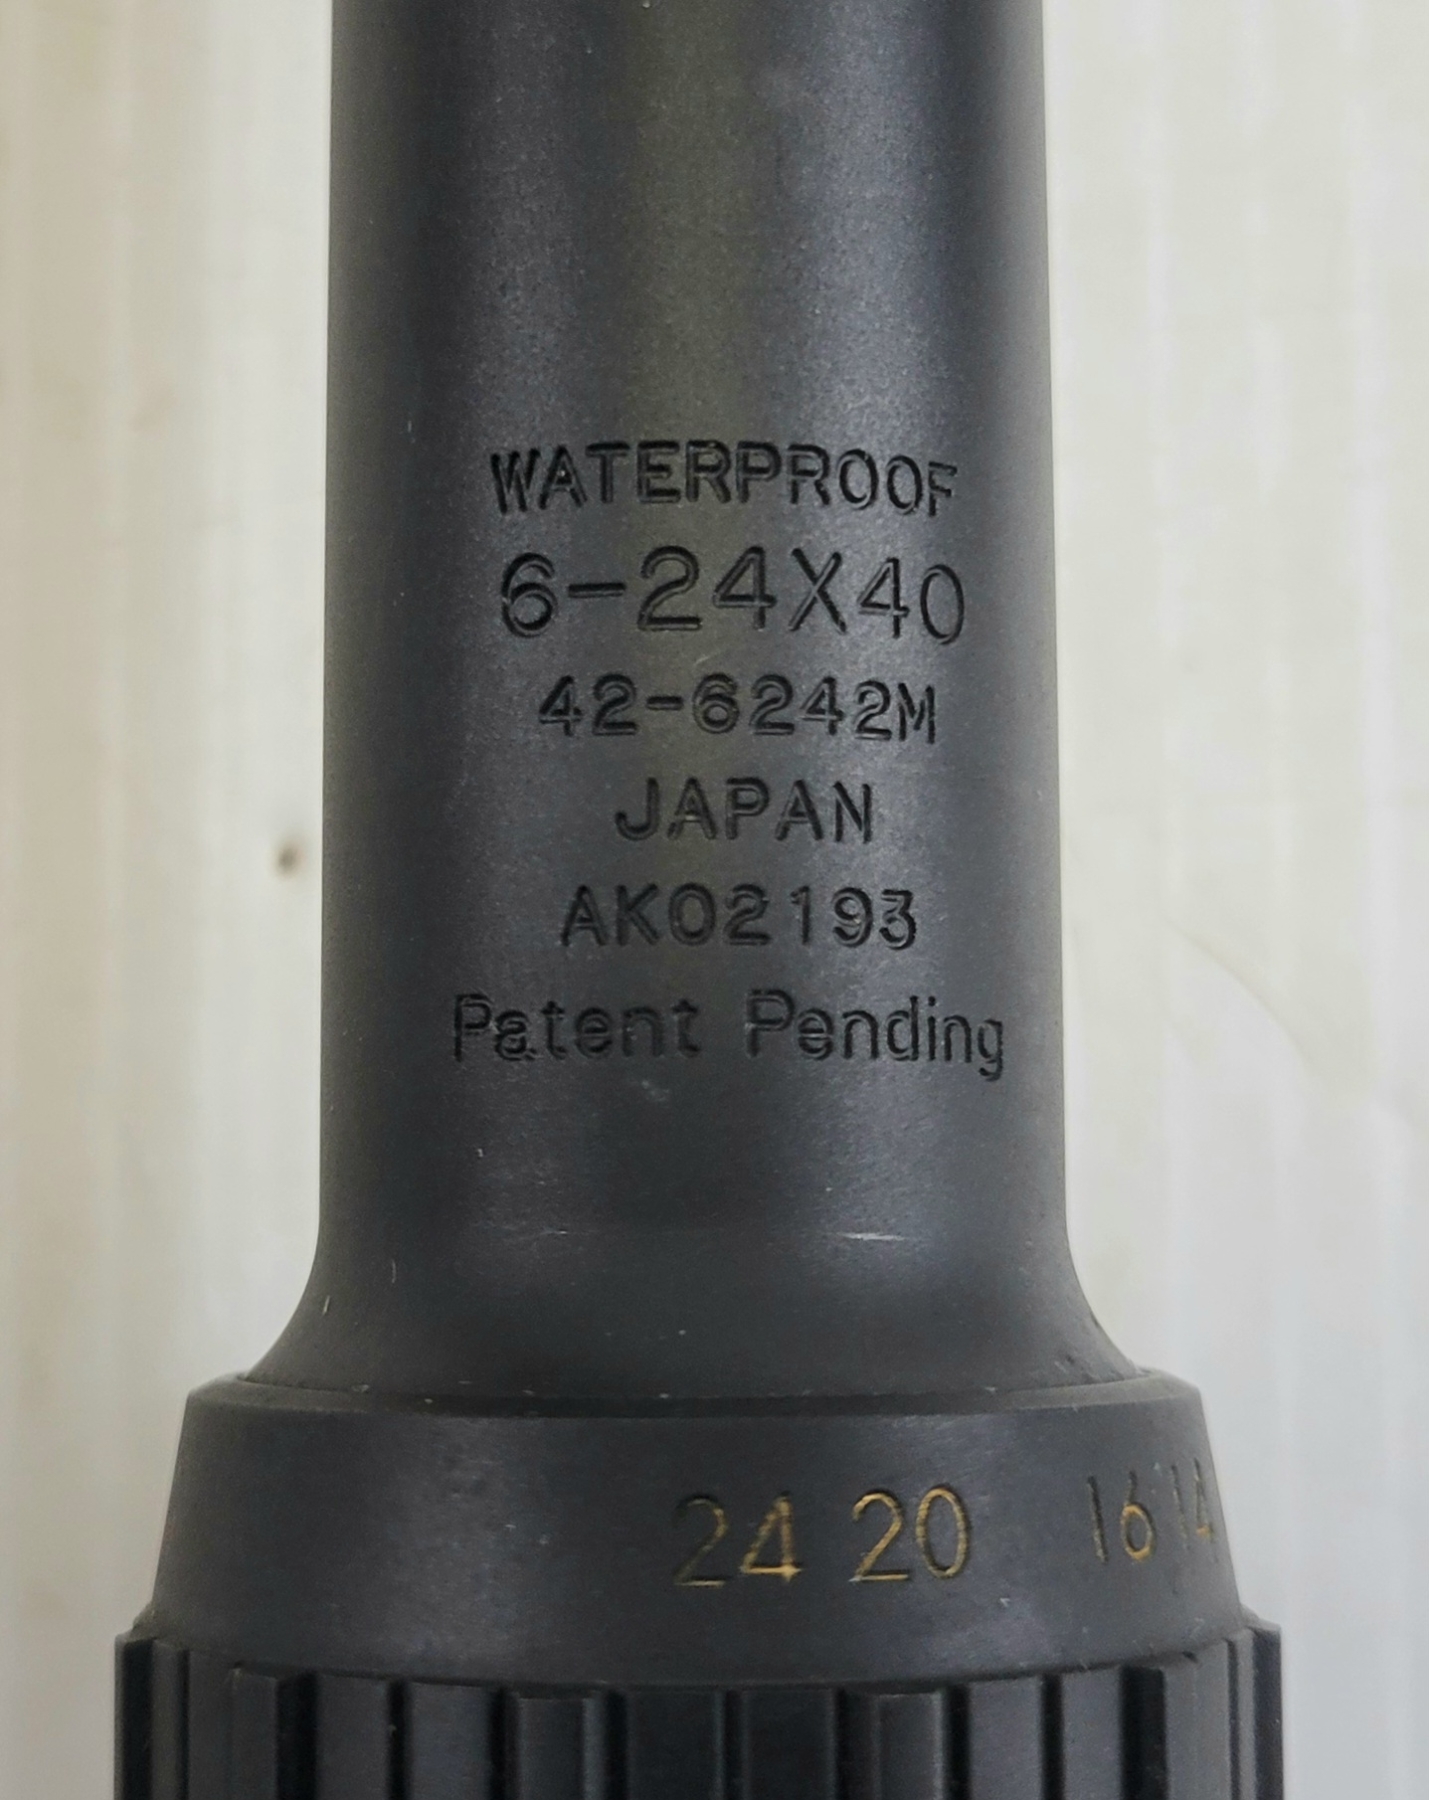 WATERPROOF
6-24X40
42-6242M
JAPAN
AK02193
Patent Pending
24 20 16 14